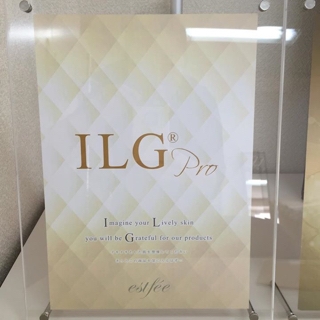 ILG® Pro
Imagine your Lively skin
you will be Grateful for our products
estfée